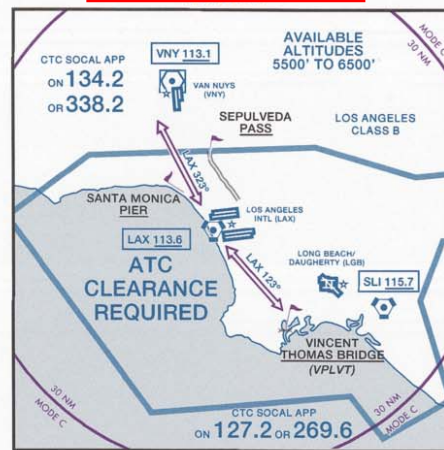 VNY 113.1
VAN NUYS
(VNY)
CTC SOCAL APP
ON 134.2
OR 338.2
AVAILABLE
ALTITUDES
5500' TO 6500'
30 NM
MODE C
SEPULVEDA
PASS
LOS ANGELES
CLASS B
LAX 323°
SANTA MONICA
PIER
LOS ANGELES
INTL (LAX)
LAX 113.6
ATC
CLEARANCE
REQUIRED
LAX 123°
LONG BEACH/
DAUGHERTY (LGB)
SLI 115.7
VINCENT
THOMAS BRIDGE
(VPLVT)
30 NM
MODE C
CTC SOCAL APP
ON 127.2 OR 269.6
30 NM
MODE C